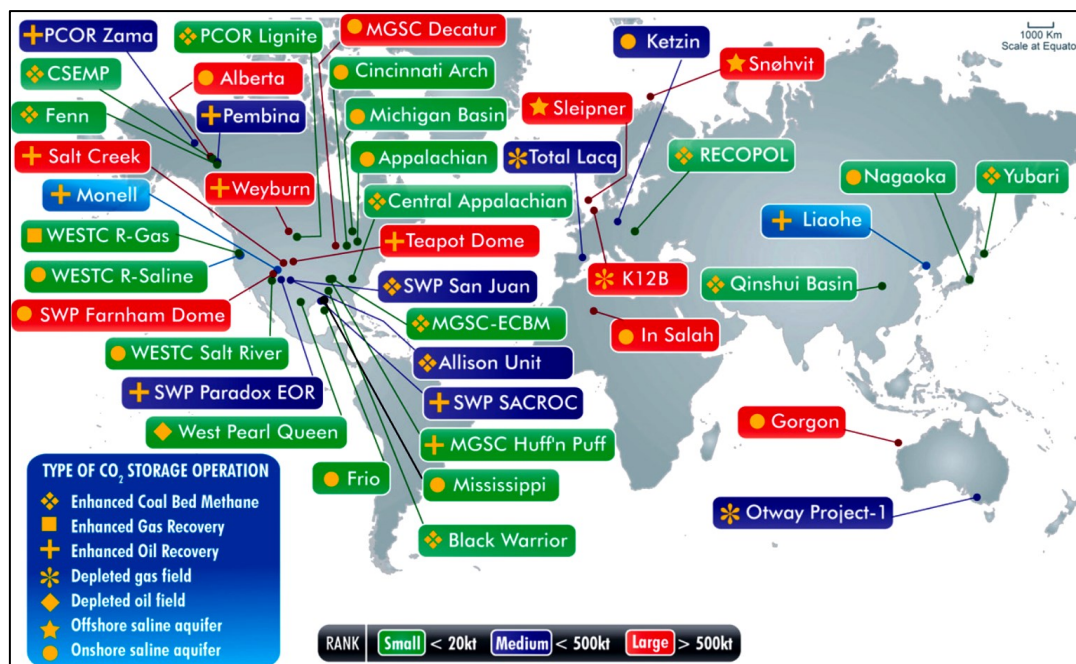 PCOR Zama
PCOR Lignite
MGSC Decatur
Ketzin
1000 Km
Scale at Equator
CSEMP
Alberta
Cincinnati Arch
Snøhvit
Fenn
Pembina
Michigan Basin
Sleipner
Salt Creek
Appalachian
Total Lacq
RECOPOL
Nagaoka
Yubari
Monell
Weyburn
Central Appalachian
WESTC R-Gas
Teapot Dome
Liaohe
WESTC R-Saline
SWP San Juan
K12B
Qinshui Basin
SWP Farnham Dome
MGSC-ECBM
In Salah
WESTC Salt River
Allison Unit
SWP Paradox EOR
SWP SACROC
Gorgon
West Pearl Queen
MGSC Huff'n Puff
Frio
Mississippi
Otway Project-1
Black Warrior
TYPE OF CO₂ STORAGE OPERATION
Enhanced Coal Bed Methane
Enhanced Gas Recovery
Enhanced Oil Recovery
Depleted gas field
Depleted oil field
Offshore saline aquifer
Onshore saline aquifer
RANK Small < 20kt Medium < 500kt Large > 500kt